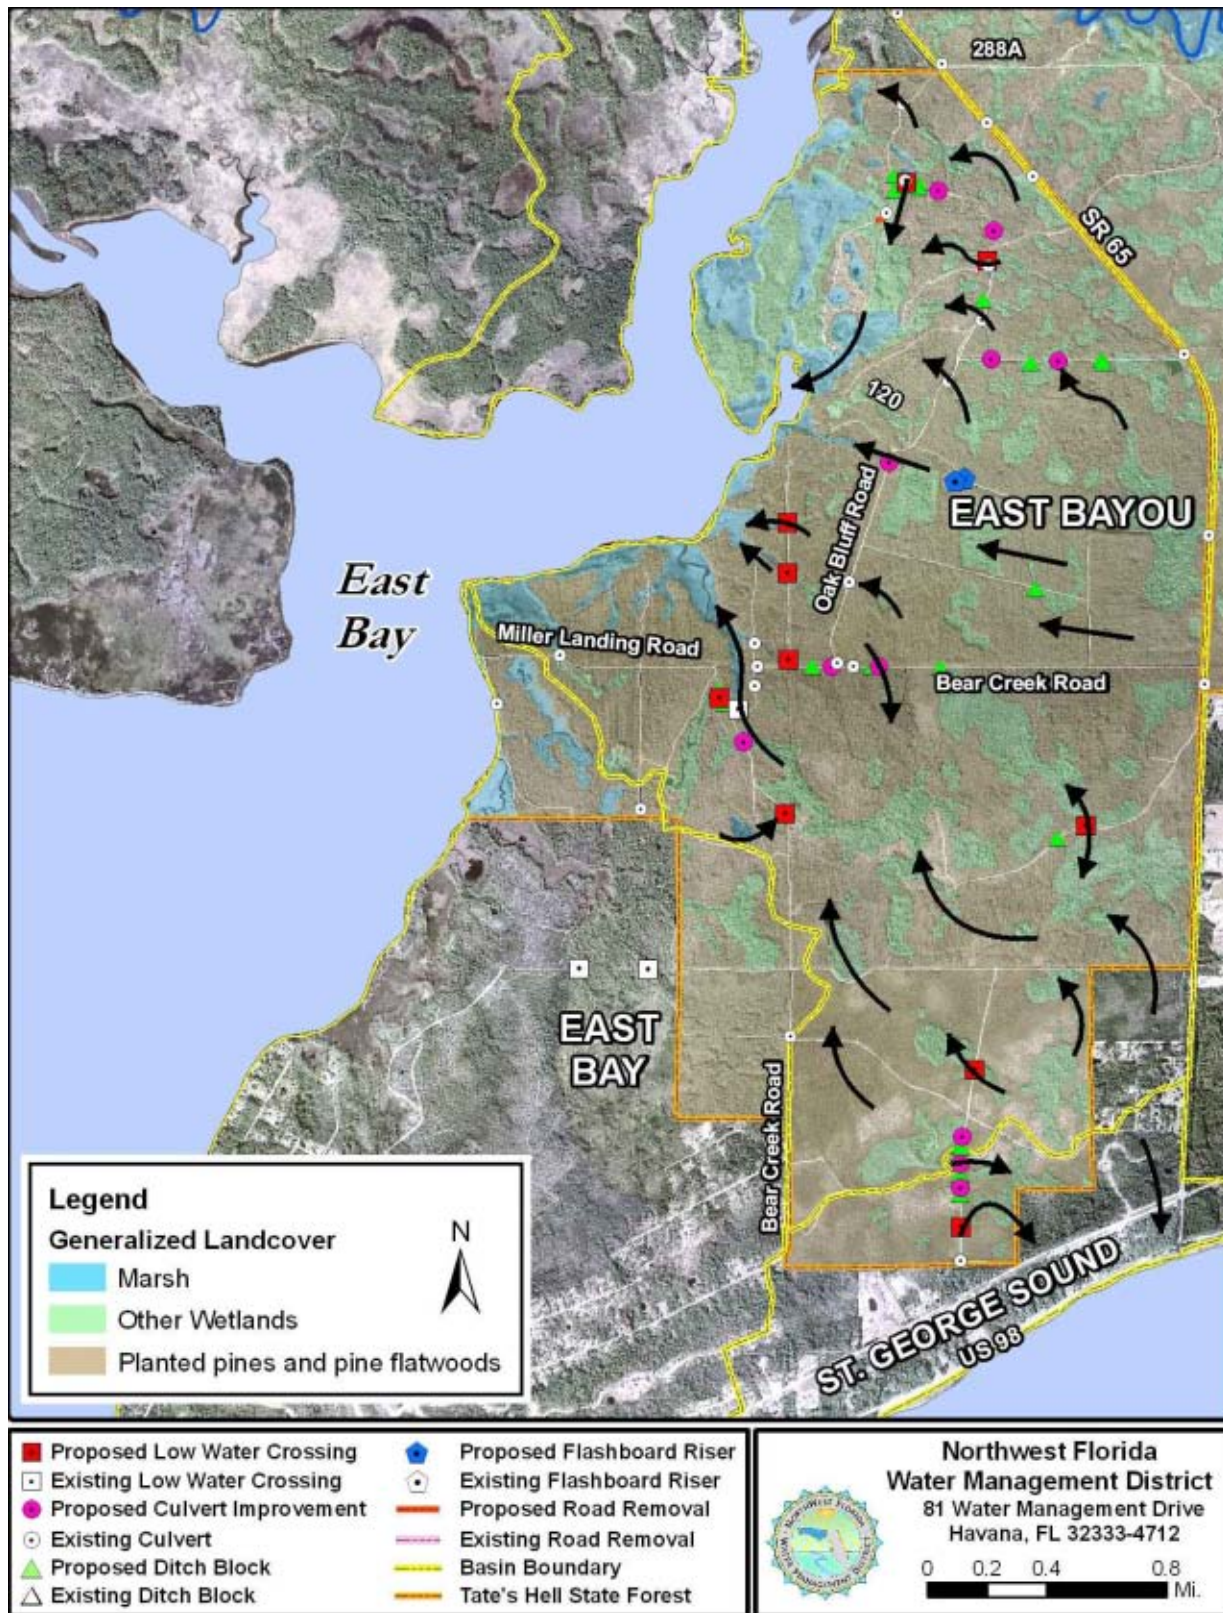 288A
SR 65
120
EAST BAYOU
Oak Bluff Road
East
Bay
Miller Landing Road
Bear Creek Road
EAST
BAY
Bear Creek Road
ST. GEORGE SOUND
US 98
Legend
Generalized Landcover
Marsh
Other Wetlands
Planted pines and pine flatwoods
N
Proposed Low Water Crossing
Existing Low Water Crossing
Proposed Culvert Improvement
Existing Culvert
Proposed Ditch Block
Existing Ditch Block
Proposed Flashboard Riser
Existing Flashboard Riser
Proposed Road Removal
Existing Road Removal
Basin Boundary
Tate's Hell State Forest
Northwest Florida
Water Management District
81 Water Management Drive
Havana, FL 32333-4712
0 0.2 0.4 0.8
Mi.